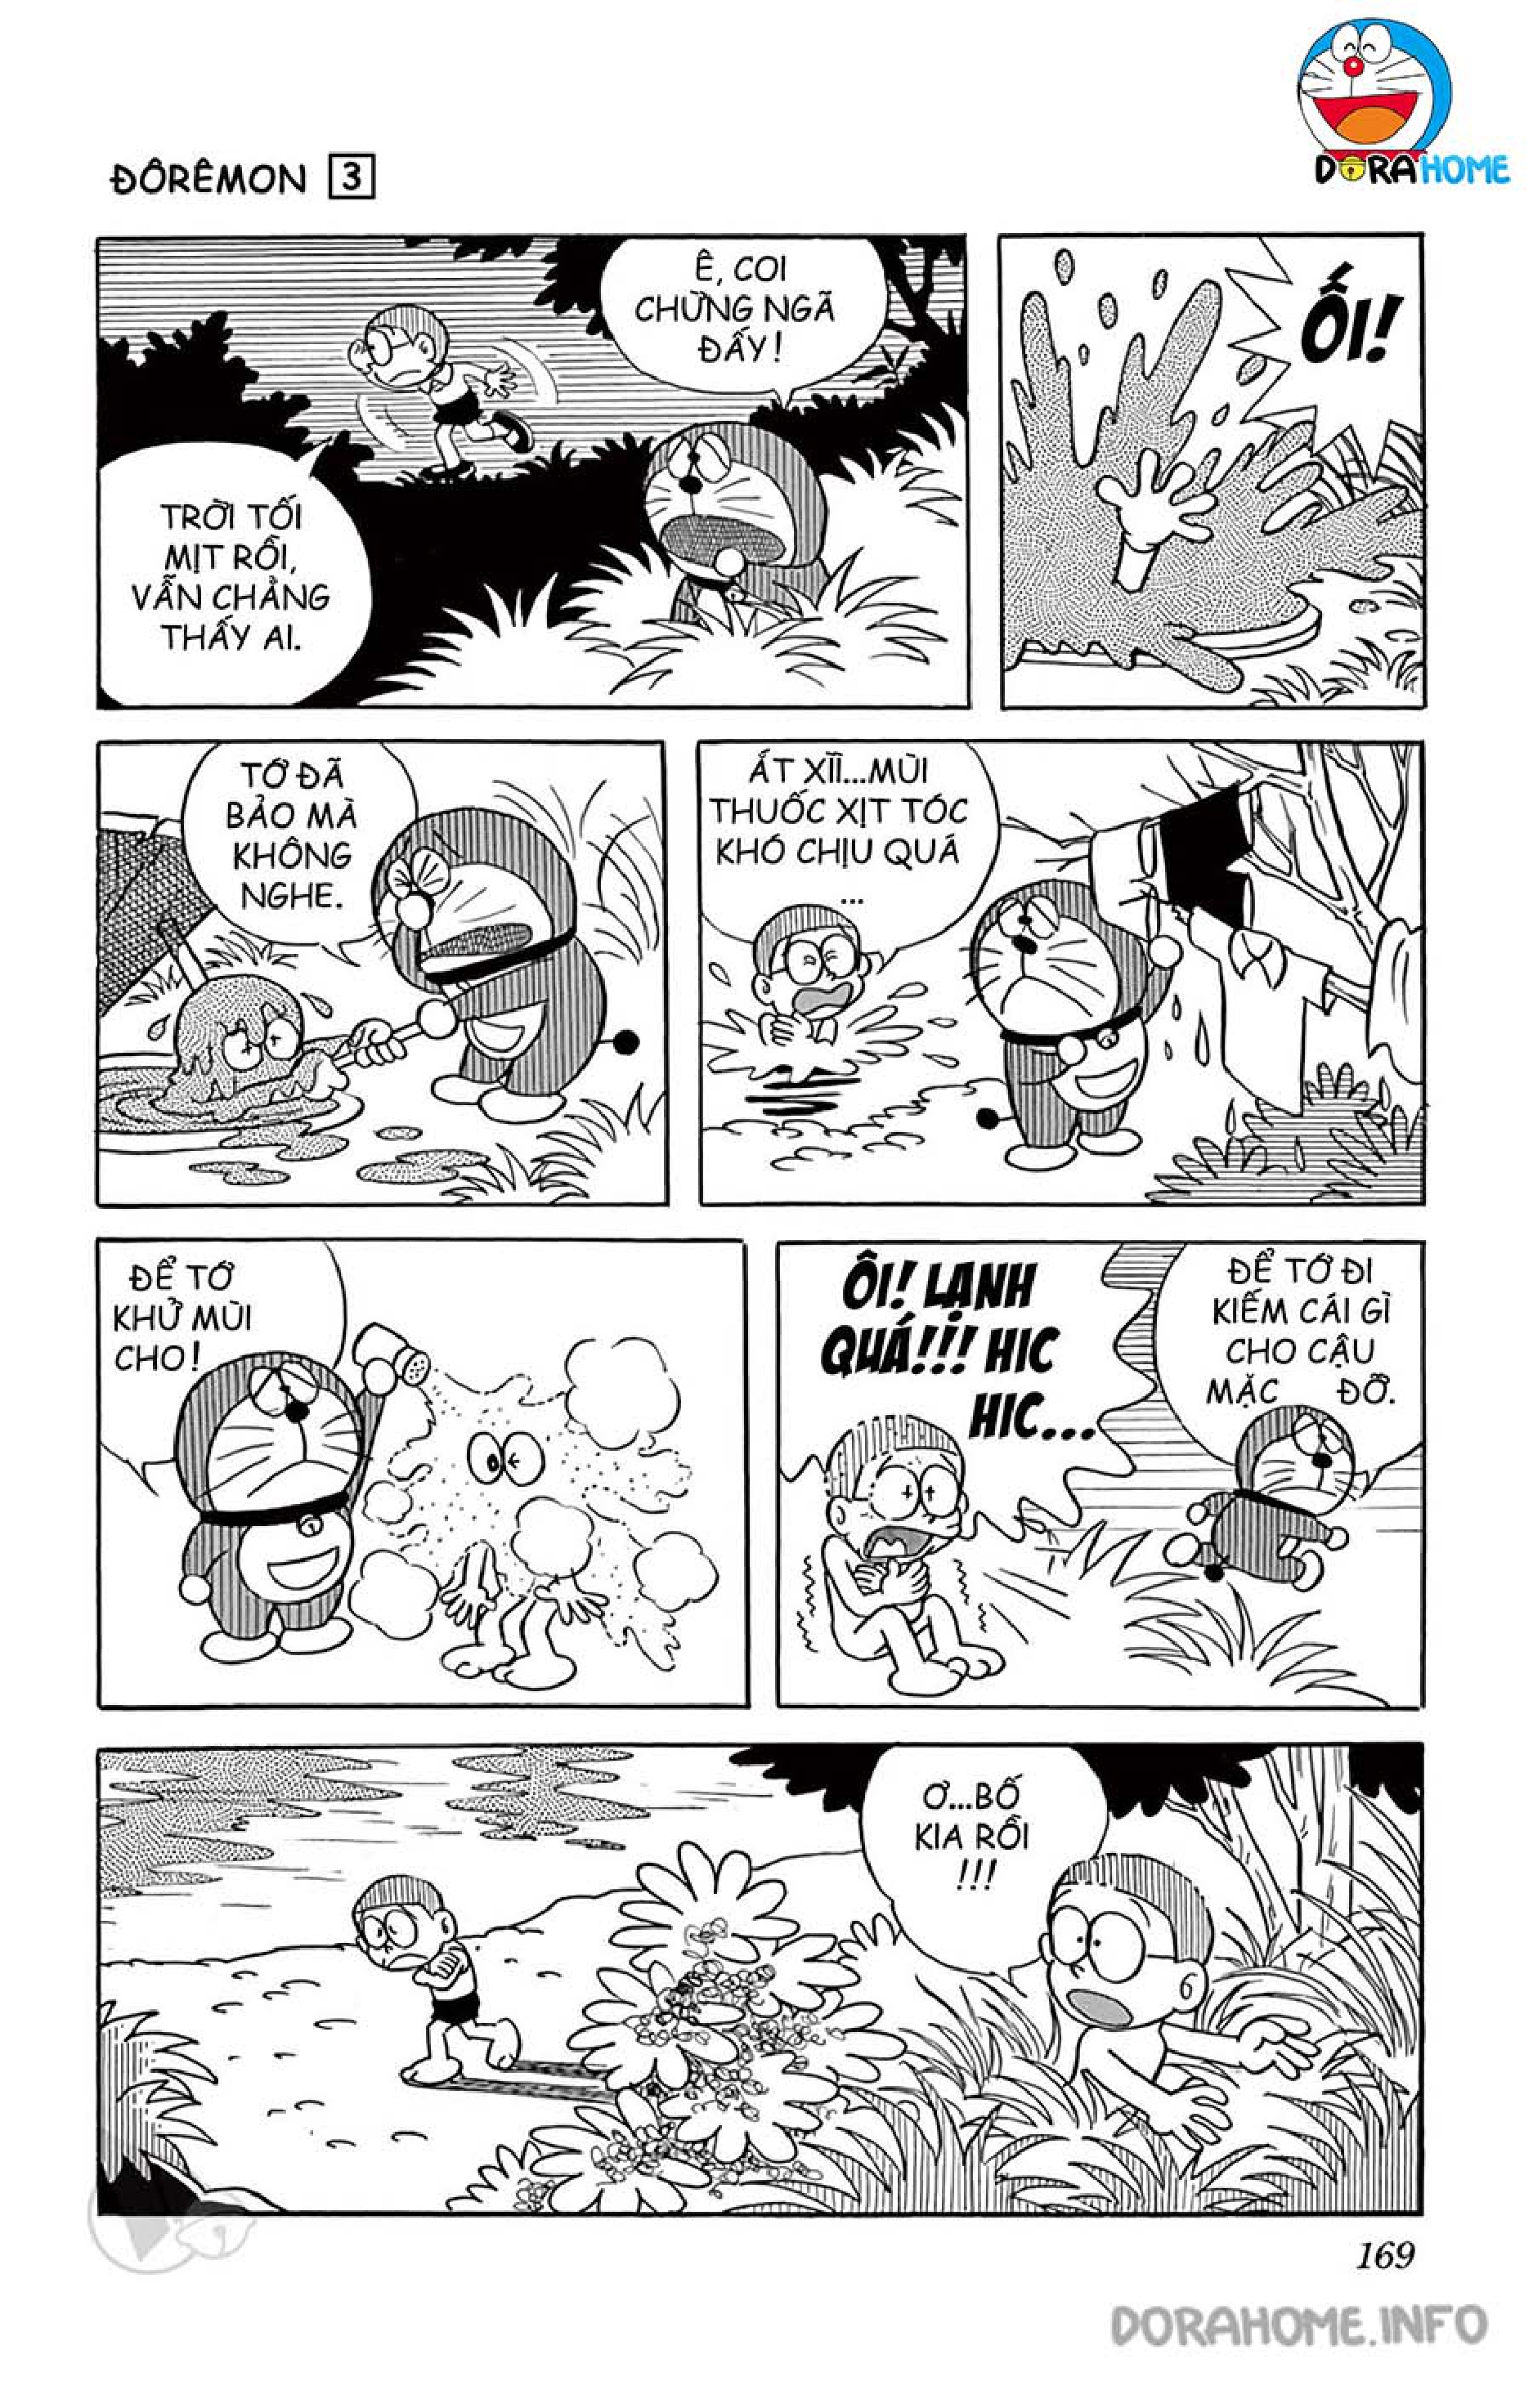 DORAHOME
ĐÔRÊMON 3
Ê, COI
CHỪNG NGÃ
ĐẤY!
TRỜI TỐI
MỊT RỒI,
VẪN CHẲNG
THẤY AI.
ỐI!
TỚ ĐÃ
BẢO MÀ
KHÔNG
NGHE.
ẮT XÌÌ...MÙI
THUỐC XỊT TÓC
KHÓ CHỊU QUÁ
...
ĐỂ TỚ
KHỬ MÙI
CHO!
ÔI! LẠNH
QUÁ!!! HIC
HIC...
ĐỂ TỚ ĐI
KIẾM CÁI GÌ
CHO CẬU
MẶC ĐỠ.
Ơ...BỐ
KIA RỒI
!!!
169
DORAHOME.INFO